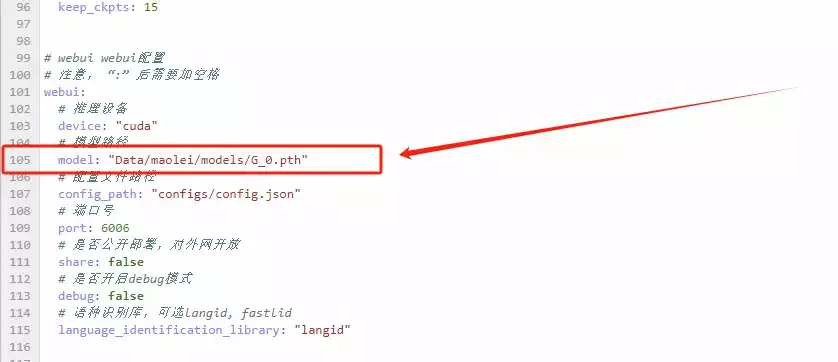 96 keep_ckpts: 15
97
98
99 # webui webui配置
100 # 注意，“:” 后需要加空格
101 webui:
102 # 推理设备
103 device: "cuda"
104 # 模型路径
105 model: "Data/maolei/models/G_0.pth"
106 # 配置文件路径
107 config_path: "configs/config.json"
108 # 端口号
109 port: 6006
110 # 是否公开部署，对外网开放
111 share: false
112 # 是否开启debug模式
113 debug: false
114 # 语种识别库，可选langid, fastlid
115 language_identification_library: "langid"
116